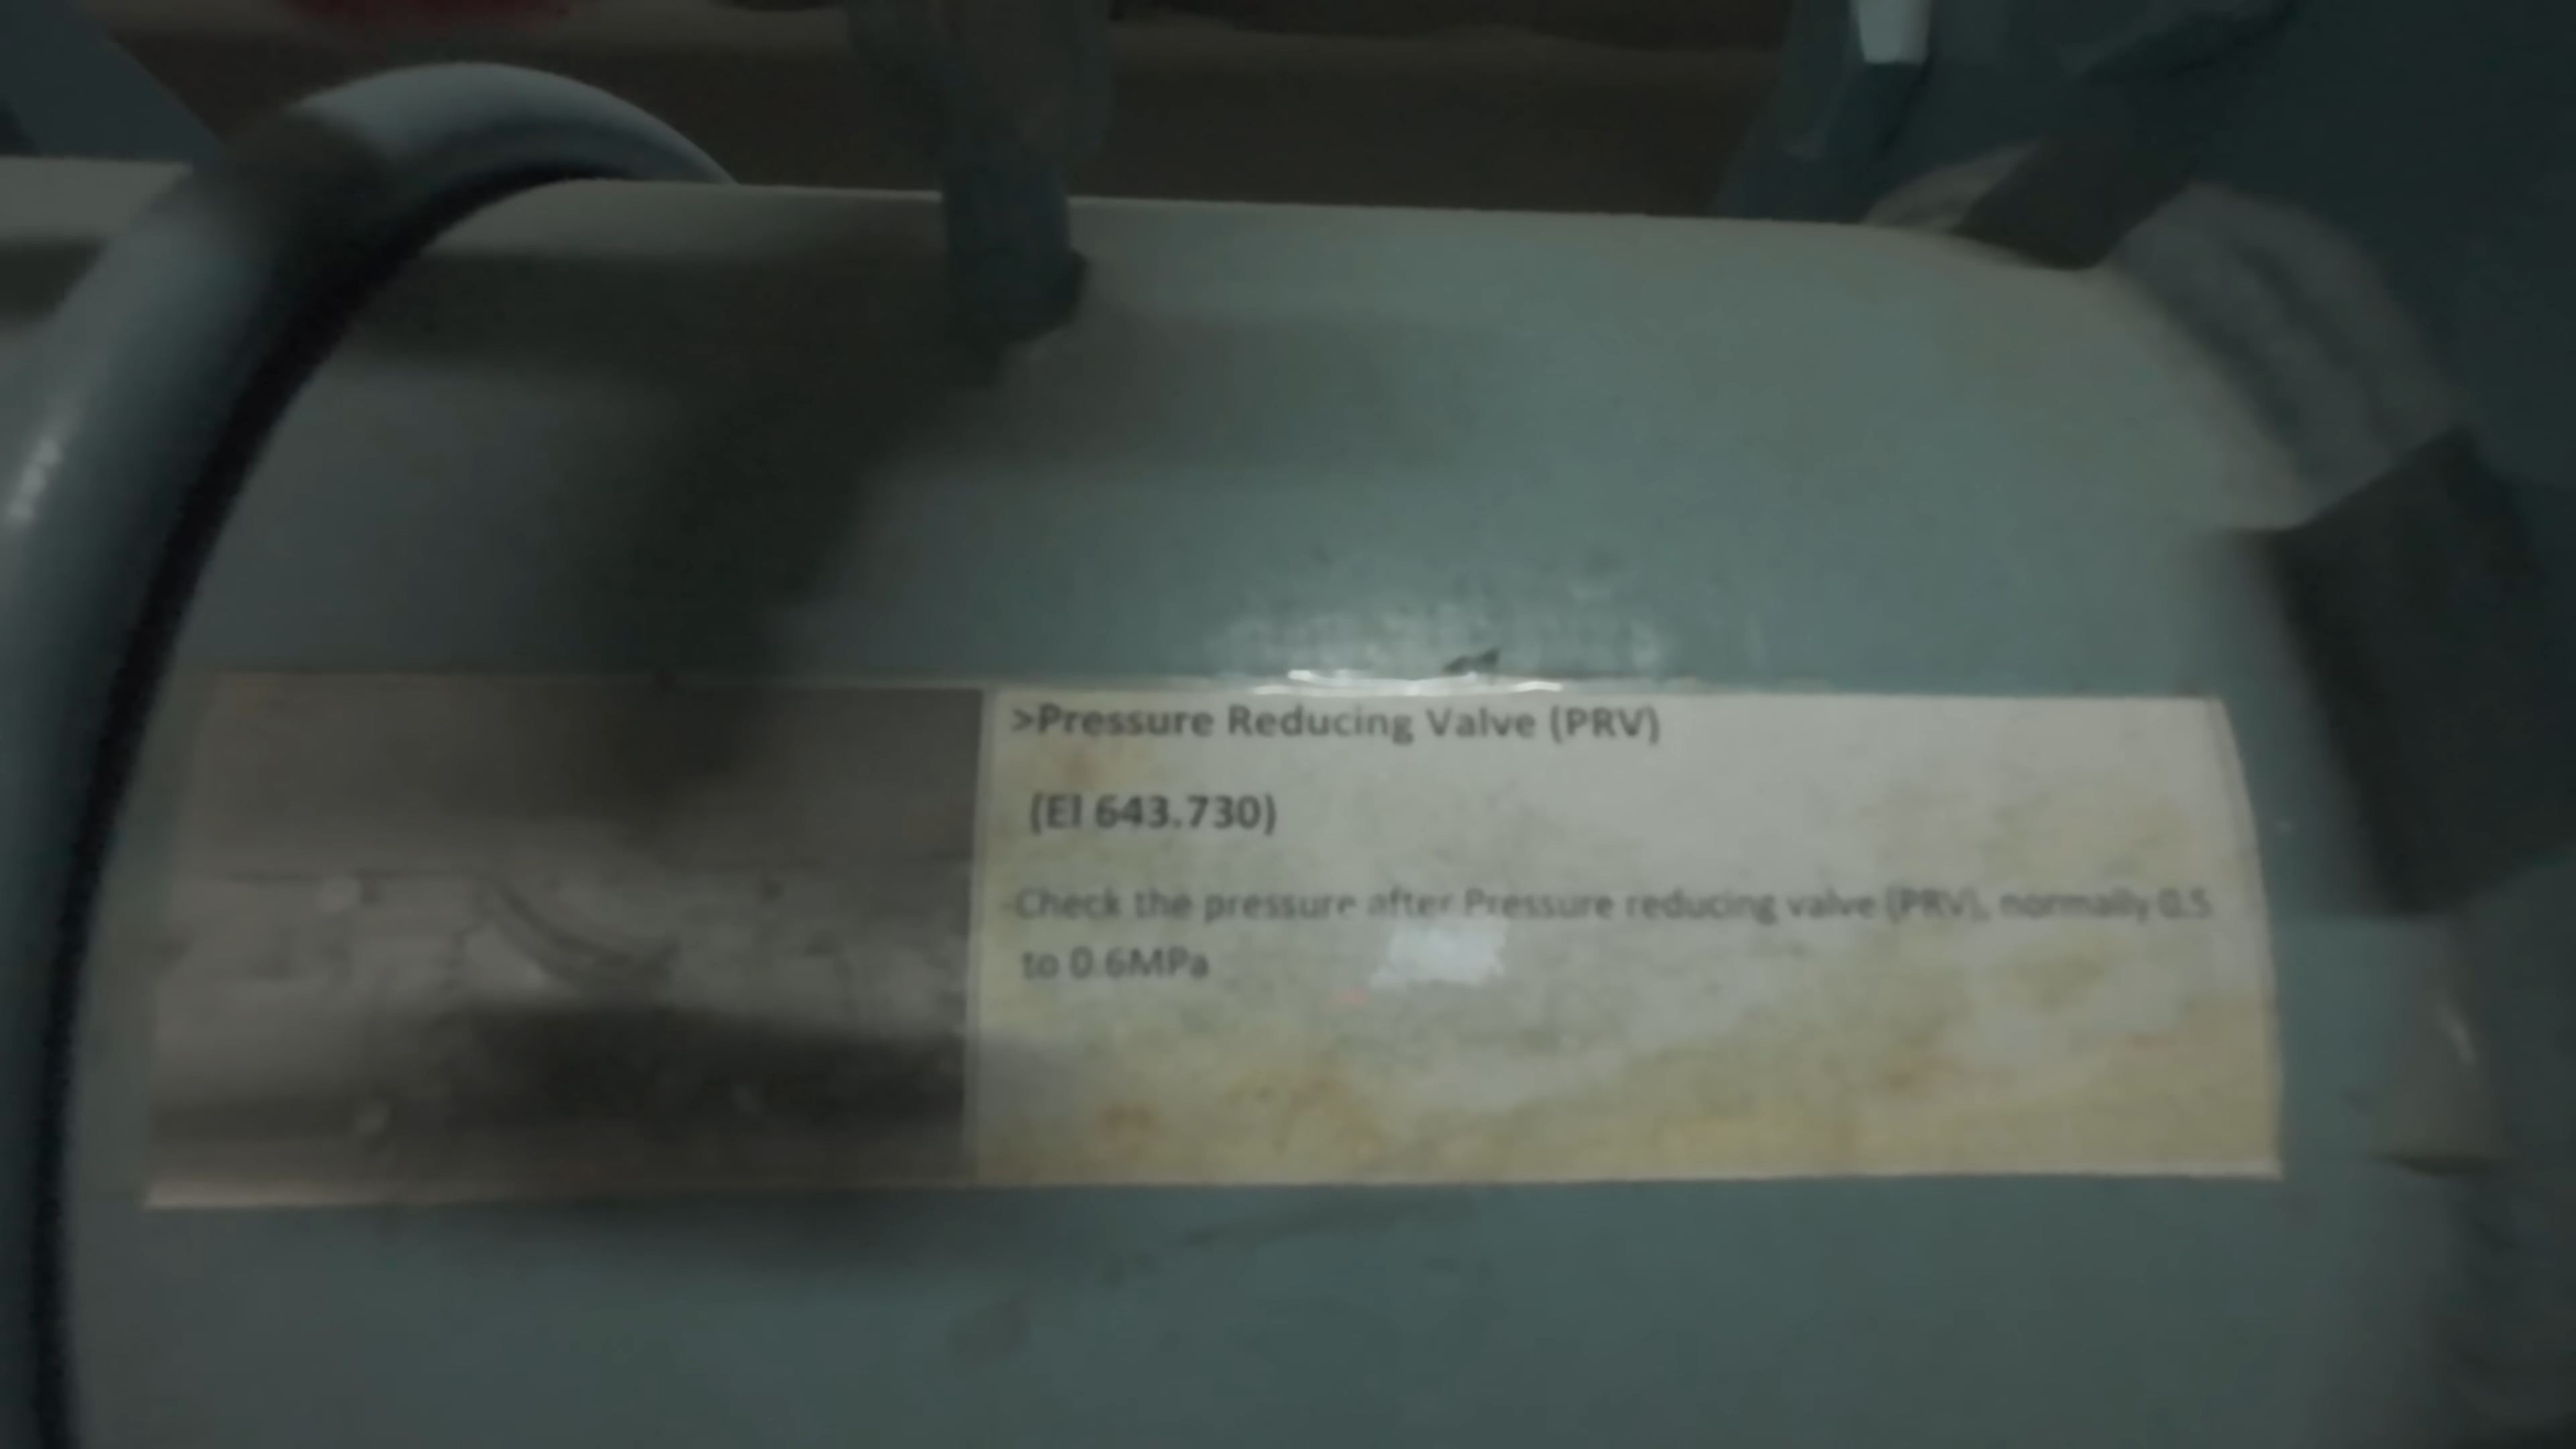 >Pressure Reducing Valve (PRV)
(EI 643.730)
-Check the pressure after Pressure reducing valve (PRV), normally 0.5
to 0.6MPa